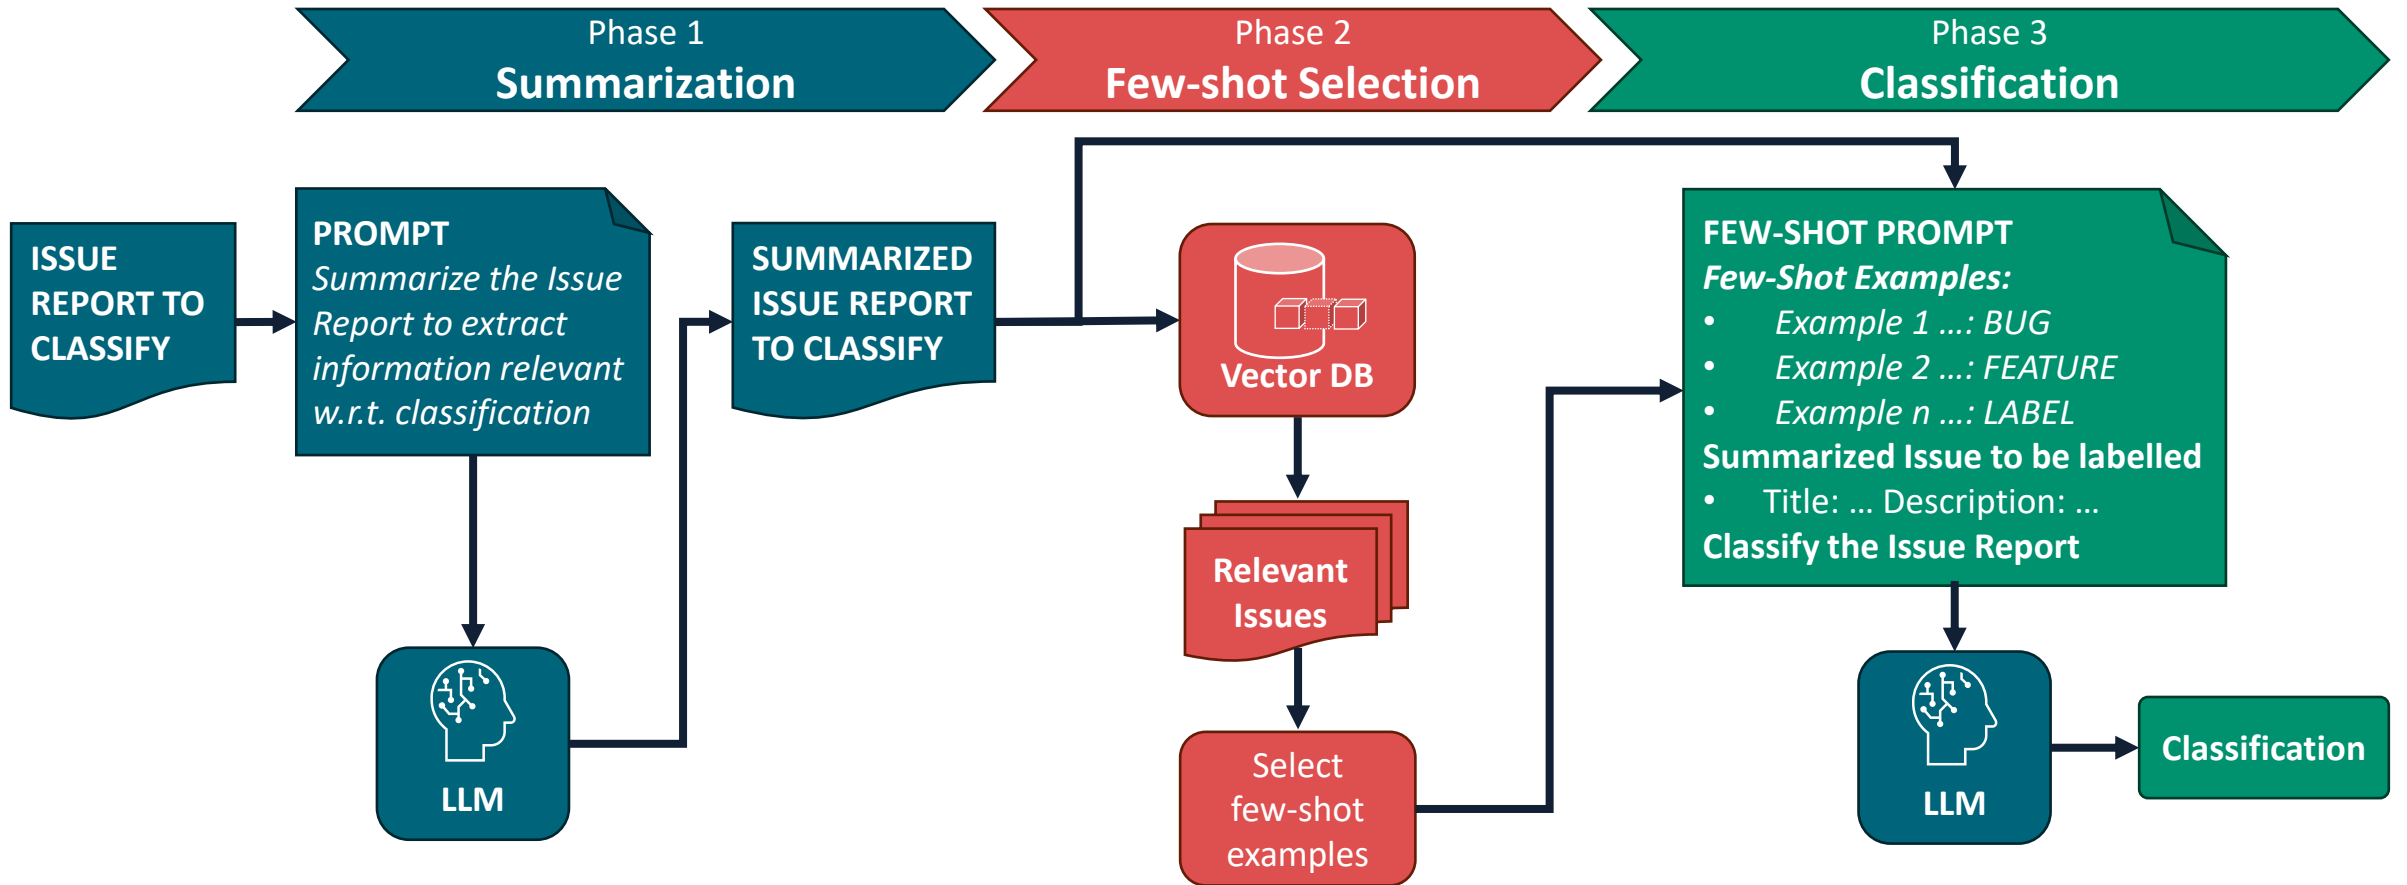 Phase 1
Summarization
Phase 2
Few-shot Selection
Phase 3
Classification
ISSUE
REPORT TO
CLASSIFY
PROMPT
Summarize the Issue
Report to extract
information relevant
w.r.t. classification
LLM
SUMMARIZED
ISSUE REPORT
TO CLASSIFY
Vector DB
Relevant
Issues
Select
few-shot
examples
FEW-SHOT PROMPT
Few-Shot Examples:
• Example 1 ...: BUG
• Example 2 ...: FEATURE
• Example n ...: LABEL
Summarized Issue to be labelled
• Title: ... Description: ...
Classify the Issue Report
LLM
Classification